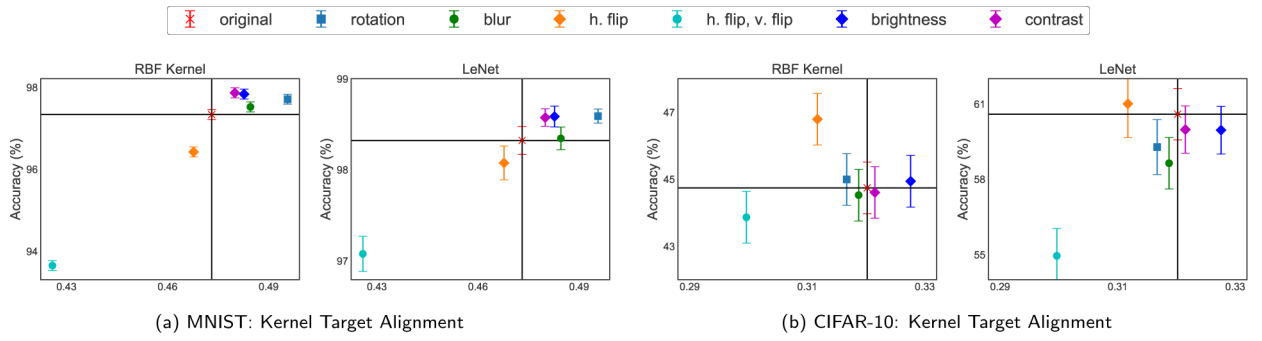 original rotation blur h. flip h. flip, v. flip brightness contrast
RBF Kernel
Accuracy (%)
98
96
94
0.43 0.46 0.49
LeNet
Accuracy (%)
99
98
97
0.43 0.46 0.49
(a) MNIST: Kernel Target Alignment
RBF Kernel
Accuracy (%)
47
45
43
0.29 0.31 0.33
LeNet
Accuracy (%)
61
58
55
0.29 0.31 0.33
(b) CIFAR-10: Kernel Target Alignment